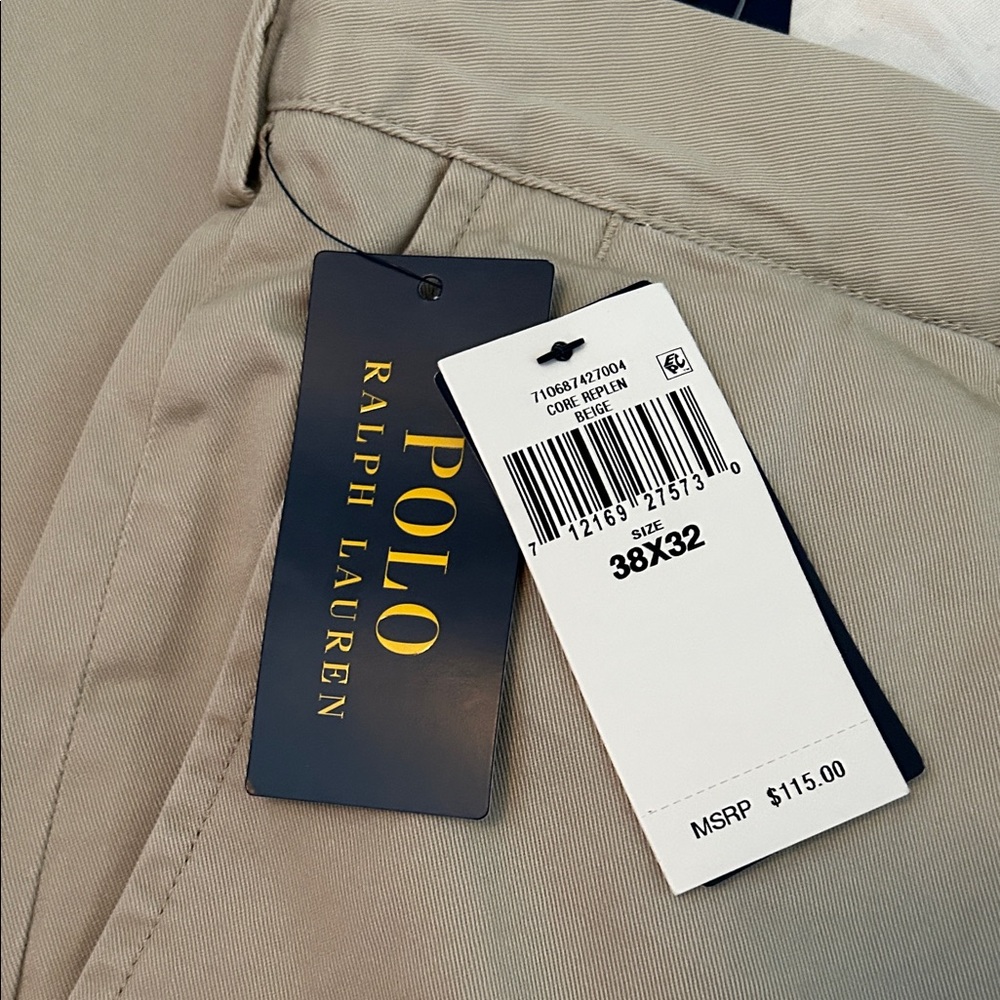 POLO
RALPH LAUREN
710687427004
CORE REPLEN
BEIGE
7 12169 27573 0
SIZE
38X32
MSRP $115.00